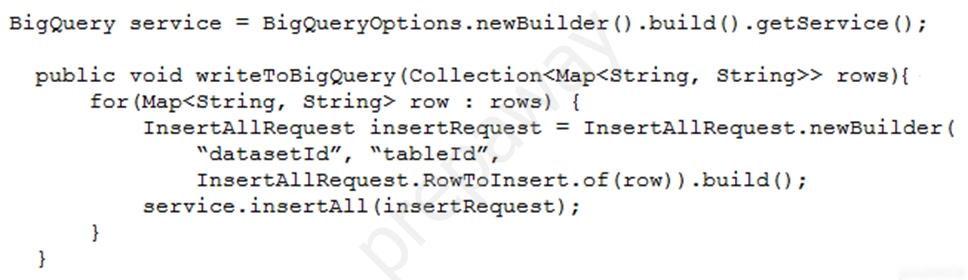 BigQuery service = BigQueryOptions.newBuilder().build().getService();
public void writeToBigQuery(Collection<Map<String, String>> rows){
for(Map<String, String> row : rows) {
InsertAllRequest insertRequest = InsertAllRequest.newBuilder(
“datasetId”, “tableId”,
InsertAllRequest.RowToInsert.of(row)).build();
service.insertAll(insertRequest);
}
}
prepaway